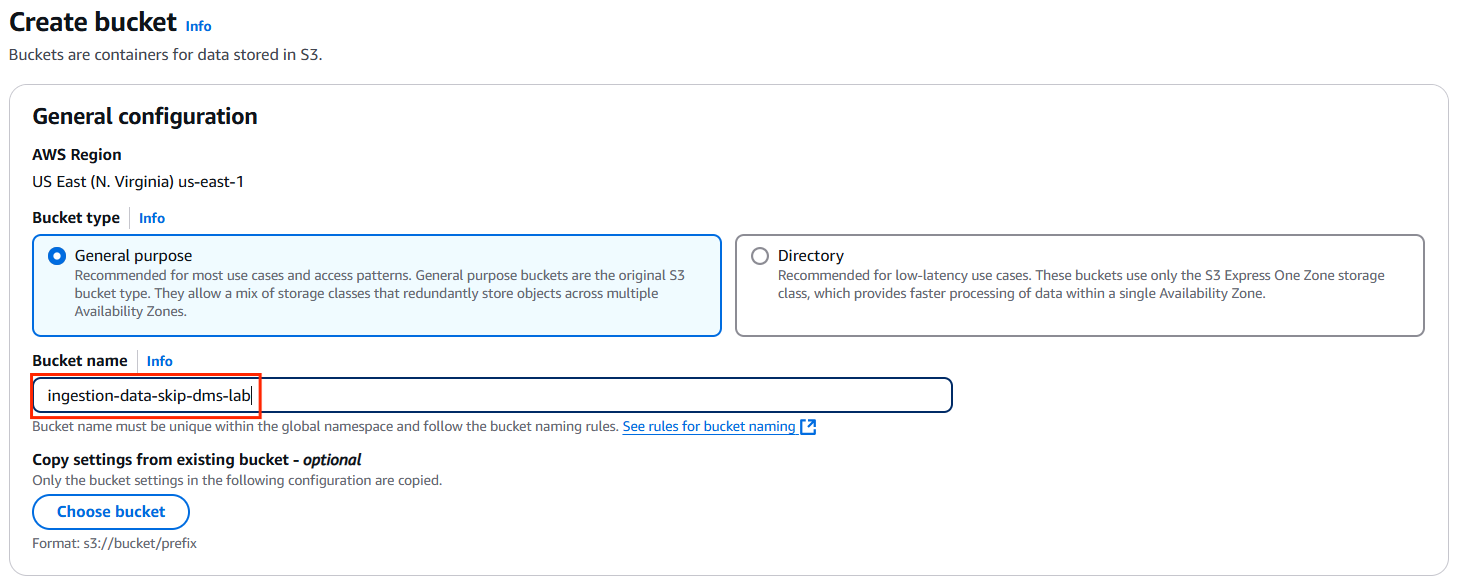 Create bucket Info
Buckets are containers for data stored in S3.
General configuration
AWS Region
US East (N. Virginia) us-east-1
Bucket type Info
General purpose
Recommended for most use cases and access patterns. General purpose buckets are the original S3
bucket type. They allow a mix of storage classes that redundantly store objects across multiple
Availability Zones.
Directory
Recommended for low-latency use cases. These buckets use only the S3 Express One Zone storage
class, which provides faster processing of data within a single Availability Zone.
Bucket name Info
ingestion-data-skip-dms-lab
Bucket name must be unique within the global namespace and follow the bucket naming rules. See rules for bucket naming
Copy settings from existing bucket - optional
Only the bucket settings in the following configuration are copied.
Choose bucket
Format: s3://bucket/prefix